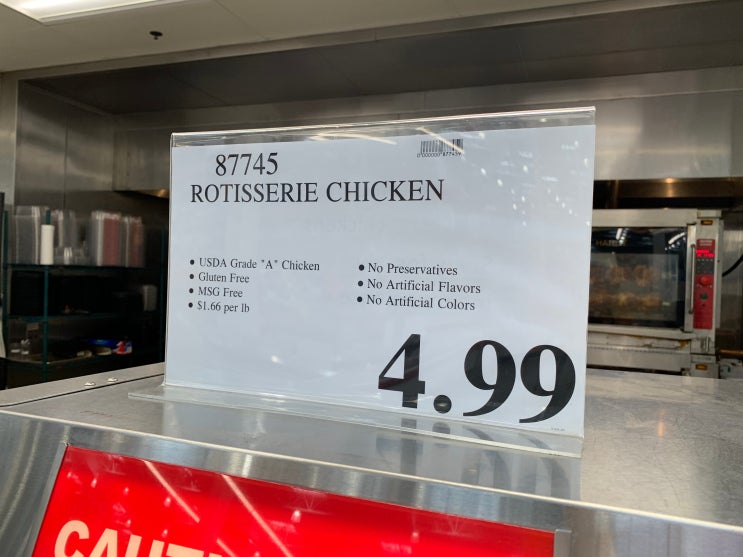 87745
ROTISSERIE CHICKEN
• USDA Grade "A" Chicken
• Gluten Free
• MSG Free
• $1.66 per lb
• No Preservatives
• No Artificial Flavors
• No Artificial Colors
4.99